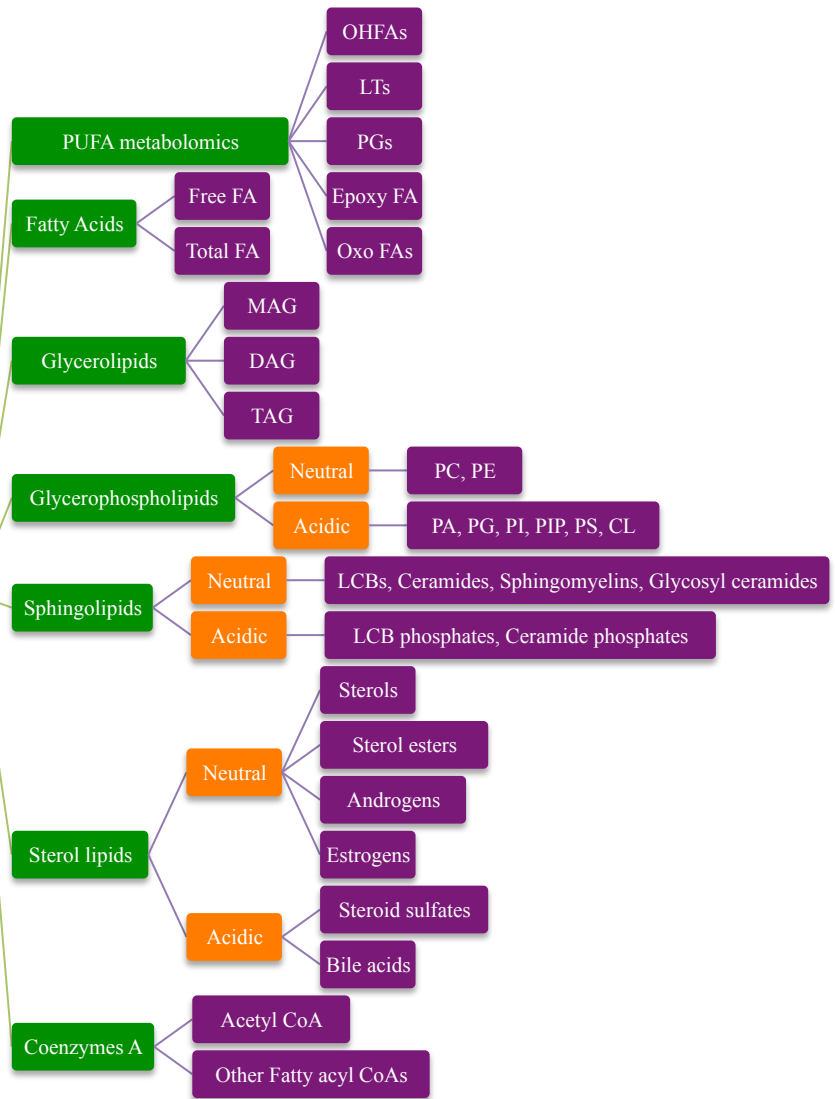 OHFAs
LTs
PUFA metabolomics
PGs
Epoxy FA
Oxo FAs
Fatty Acids
Free FA
Total FA
Glycerolipids
MAG
DAG
TAG
Glycerophospholipids
Neutral
PC, PE
Acidic
PA, PG, PI, PIP, PS, CL
Sphingolipids
Neutral
LCBs, Ceramides, Sphingomyelins, Glycosyl ceramides
Acidic
LCB phosphates, Ceramide phosphates
Sterol lipids
Neutral
Sterols
Sterol esters
Androgens
Estrogens
Acidic
Steroid sulfates
Bile acids
Coenzymes A
Acetyl CoA
Other Fatty acyl CoAs